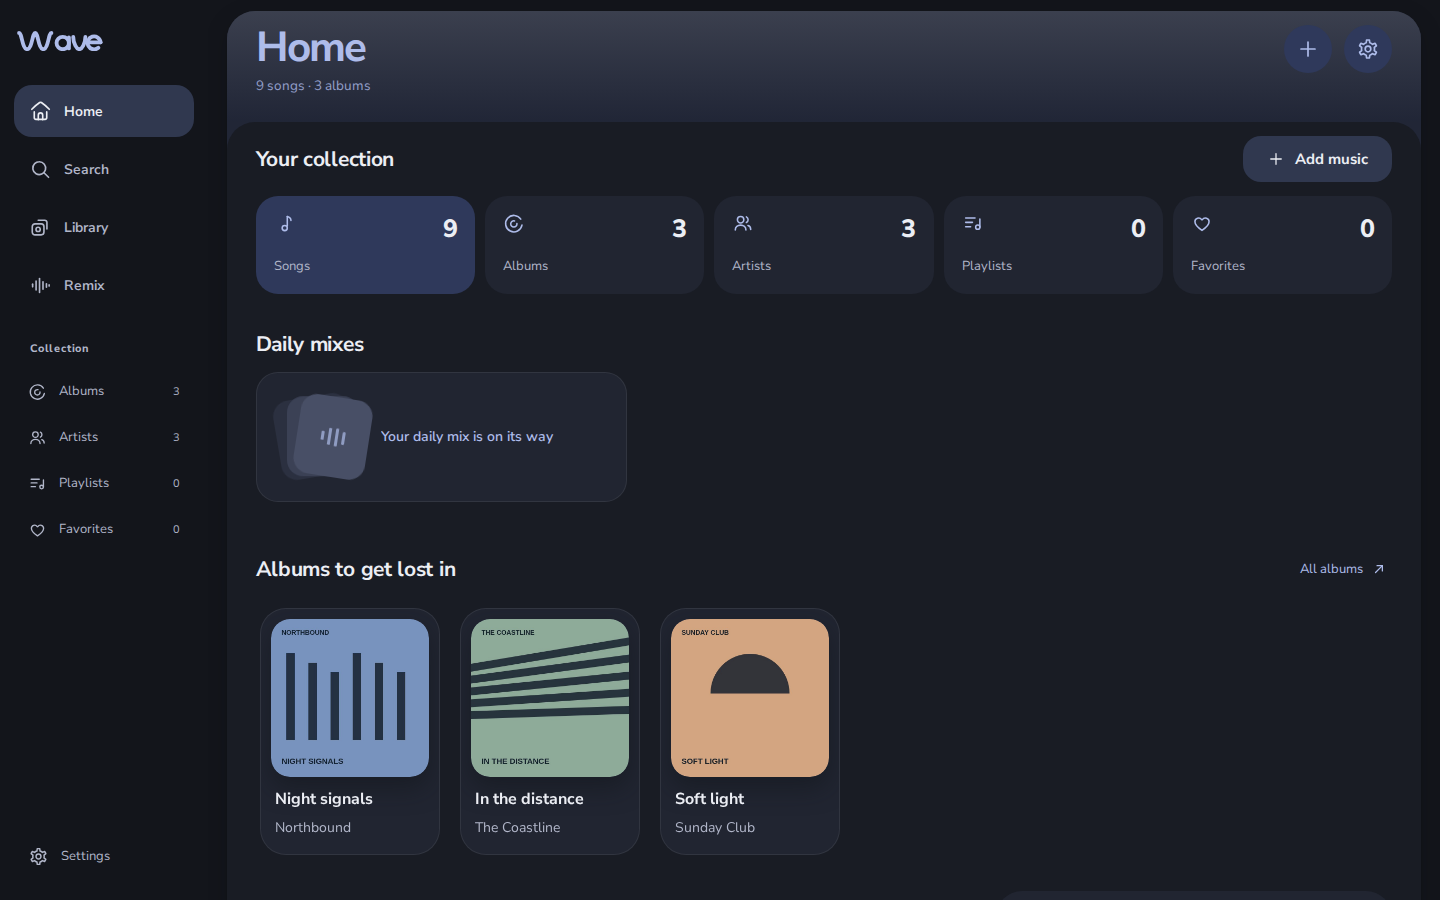 Wave
Home
Search
Library
Remix
Collection
Albums 3
Artists 3
Playlists 0
Favorites 0
Settings
Home
9 songs · 3 albums
Your collection
Add music
9
Songs
3
Albums
3
Artists
0
Playlists
0
Favorites
Daily mixes
Your daily mix is on its way
Albums to get lost in
All albums
NORTHBOUND
NIGHT SIGNALS
Night signals
Northbound
THE COASTLINE
IN THE DISTANCE
In the distance
The Coastline
SUNDAY CLUB
SOFT LIGHT
Soft light
Sunday Club